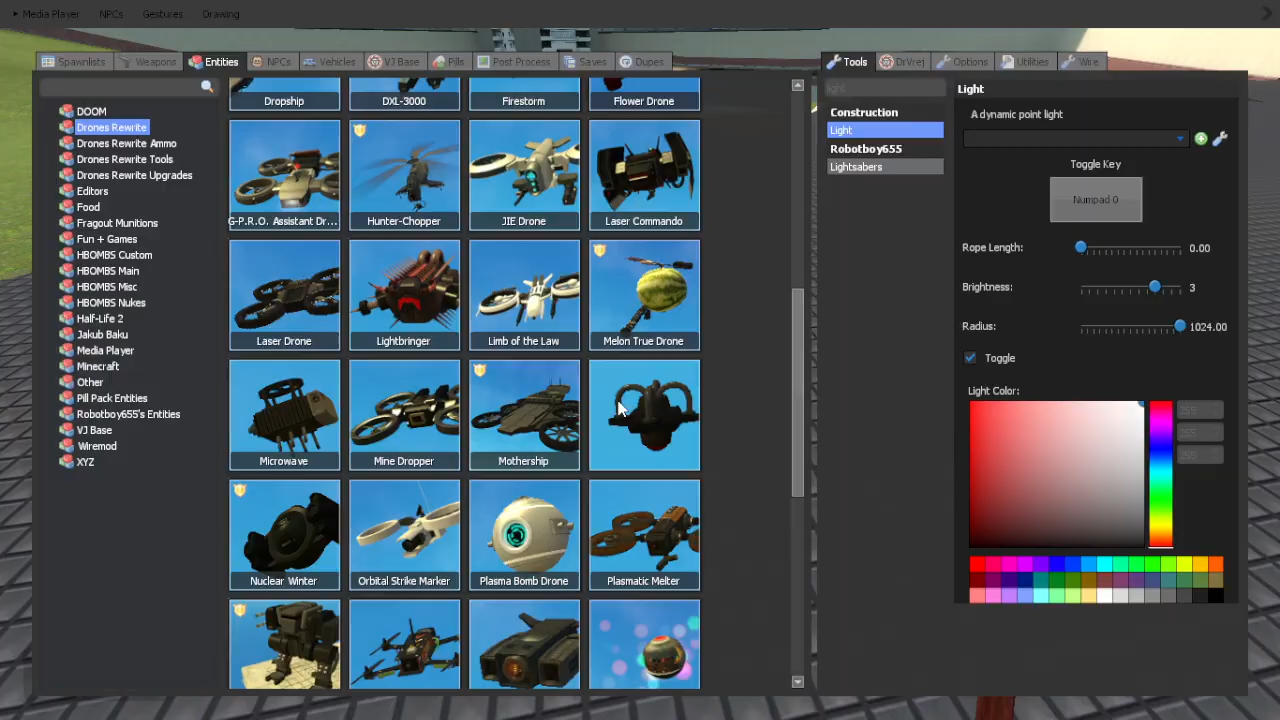 Media Player NPCs Gestures Drawing
Spawnlists Weapons Entities NPCs Vehicles VJ Base Pills Post Process Saves Dupes
Tools DrVrej Options Utilities Wire
DOOM
Drones Rewrite
Drones Rewrite Ammo
Drones Rewrite Tools
Drones Rewrite Upgrades
Editors
Food
Fragout Munitions
Fun + Games
HBOMBS Custom
HBOMBS Main
HBOMBS Misc
HBOMBS Nukes
Half-Life 2
Jakub Baku
Media Player
Minecraft
Other
Pill Pack Entities
Robotboy655's Entities
VJ Base
Wiremod
XYZ
Dropship DXL-3000 Firestorm Flower Drone
G-P.R.O. Assistant Dr... Hunter-Chopper JIE Drone Laser Commando
Laser Drone Lightbringer Limb of the Law Melon True Drone
Microwave Mine Dropper Mothership
Nuclear Winter Orbital Strike Marker Plasma Bomb Drone Plasmatic Melter
light
Construction
Light
Robotboy655
Lightsabers
Light
A dynamic point light
Toggle Key
Numpad 0
Rope Length: 0.00
Brightness: 3
Radius: 1024.00
Toggle
Light Color:
255
255
255